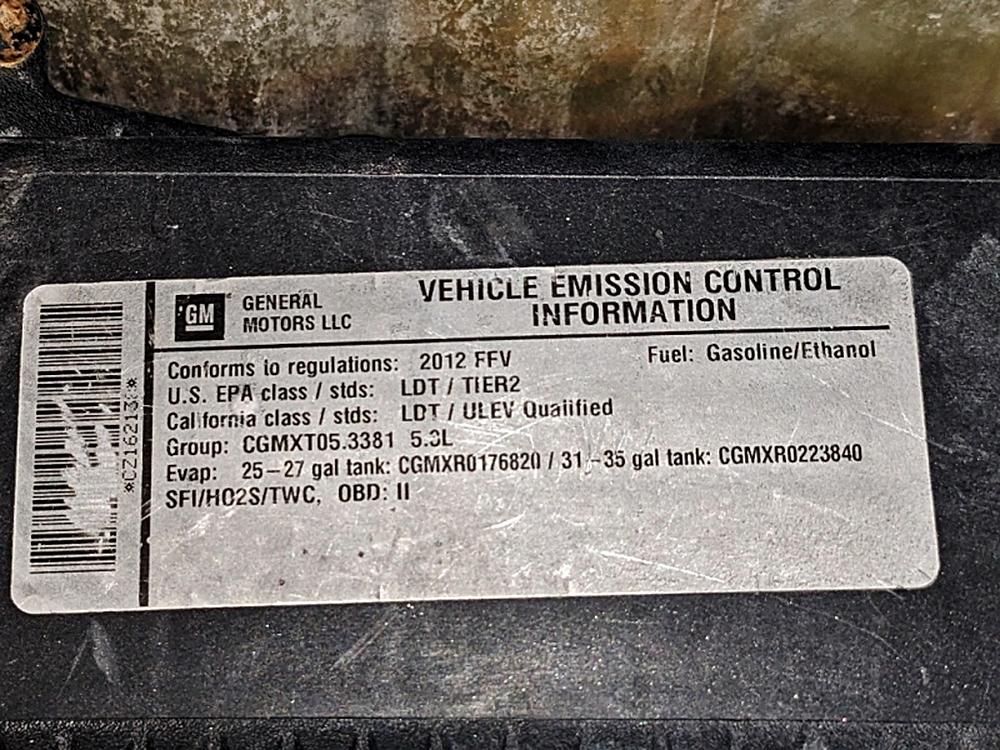 GM GENERAL MOTORS LLC
VEHICLE EMISSION CONTROL
INFORMATION
Conforms to regulations: 2012 FFV Fuel: Gasoline/Ethanol
U.S. EPA class / stds: LDT / TIER2
California class / stds: LDT / ULEV Qualified
Group: CGMXT05.3381 5.3L
Evap: 25-27 gal tank: CGMXR0176820 / 31-35 gal tank: CGMXR0223840
SFI/HO2S/TWC, OBD: II